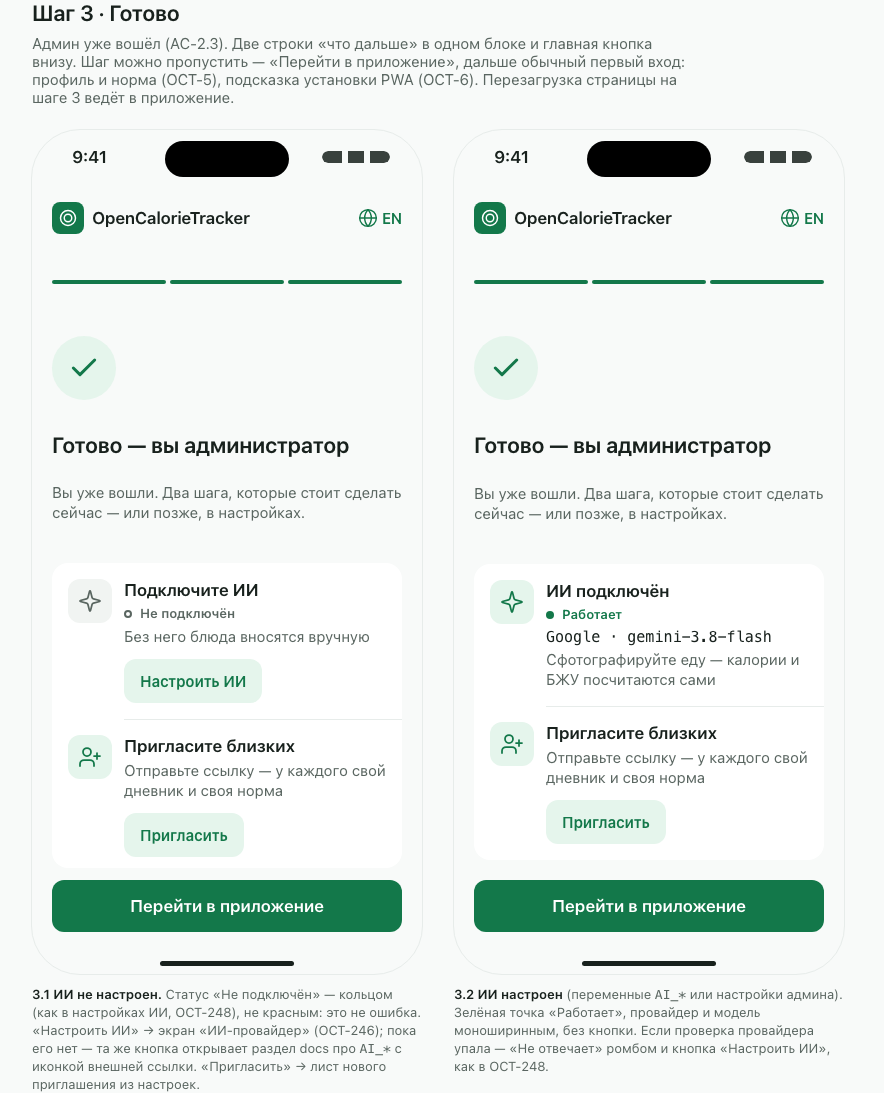 Шаг 3 · Готово
Админ уже вошёл (AC-2.3). Две строки «что дальше» в одном блоке и главная кнопка
внизу. Шаг можно пропустить — «Перейти в приложение», дальше обычный первый вход:
профиль и норма (OCT-5), подсказка установки PWA (OCT-6). Перезагрузка страницы на
шаге 3 ведёт в приложение.
9:41
OpenCalorieTracker
EN
Готово — вы администратор
Вы уже вошли. Два шага, которые стоит сделать
сейчас — или позже, в настройках.
Подключите ИИ
Не подключён
Без него блюда вносятся вручную
Настроить ИИ
Пригласите близких
Отправьте ссылку — у каждого свой
дневник и своя норма
Пригласить
Перейти в приложение
3.1 ИИ не настроен. Статус «Не подключён» — кольцом
(как в настройках ИИ, OCT-248), не красным: это не ошибка.
«Настроить ИИ» → экран «ИИ-провайдер» (OCT-246); пока
его нет — та же кнопка открывает раздел docs про AI_* с
иконкой внешней ссылки. «Пригласить» → лист нового
приглашения из настроек.
9:41
OpenCalorieTracker
EN
Готово — вы администратор
Вы уже вошли. Два шага, которые стоит сделать
сейчас — или позже, в настройках.
ИИ подключён
Работает
Google · gemini-3.8-flash
Сфотографируйте еду — калории и
БЖУ посчитаются сами
Пригласите близких
Отправьте ссылку — у каждого свой
дневник и своя норма
Пригласить
Перейти в приложение
3.2 ИИ настроен (переменные AI_* или настройки админа).
Зелёная точка «Работает», провайдер и модель
моноширинным, без кнопки. Если проверка провайдера
упала — «Не отвечает» ромбом и кнопка «Настроить ИИ»,
как в OCT-248.